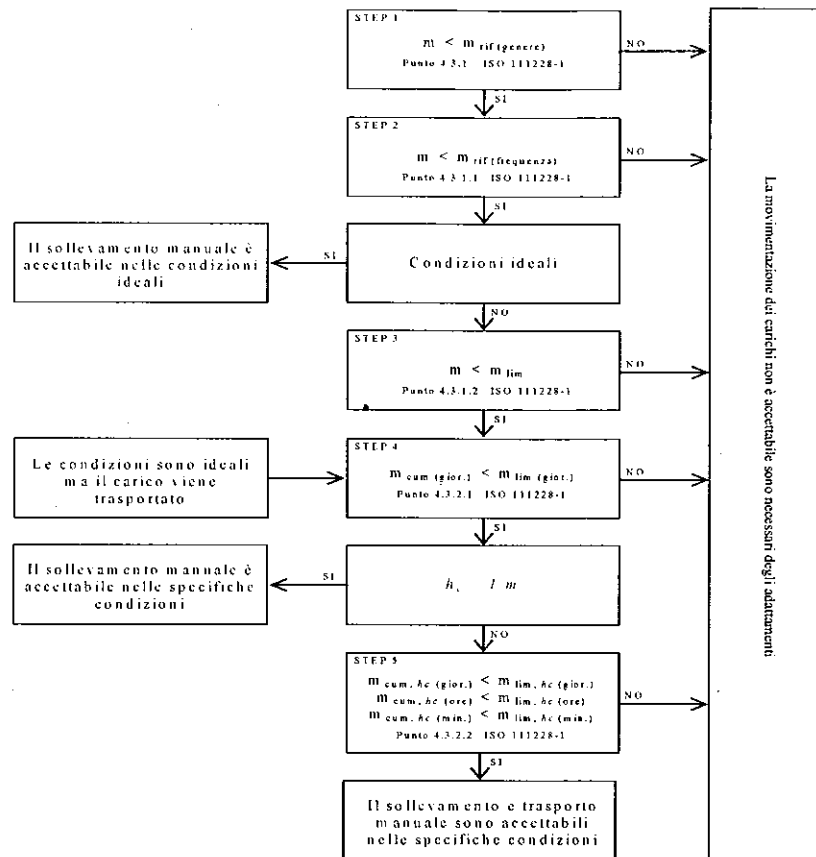 STEP 1
m < m rif (genere)
Punto 4.3.1 ISO 111228-1
NO
SI
STEP 2
m < m rif (frequenza)
Punto 4.3.1.1 ISO 111228-1
NO
SI
Condizioni ideali
SI
Il sollevamento manuale è
accettabile nelle condizioni
ideali
NO
STEP 3
m < m lim
Punto 4.3.1.2 ISO 111228-1
NO
SI
Le condizioni sono ideali
ma il carico viene
trasportato
STEP 4
m cum (gior.) < m lim (gior.)
Punto 4.3.2.1 ISO 111228-1
NO
SI
Il sollevamento manuale è
accettabile nelle specifiche
condizioni
SI
1 m
NO
STEP 5
m cum, hc (gior.) < m lim, hc (gior.)
m cum, hc (ore) < m lim, hc (ore)
m cum, hc (min.) < m lim, hc (min.)
Punto 4.3.2.2 ISO 111228-1
NO
SI
Il sollevamento e trasporto
manuale sono accettabili
nelle specifiche condizioni
La movimentazione dei carichi non è accettabile sono necessari degli adattamenti